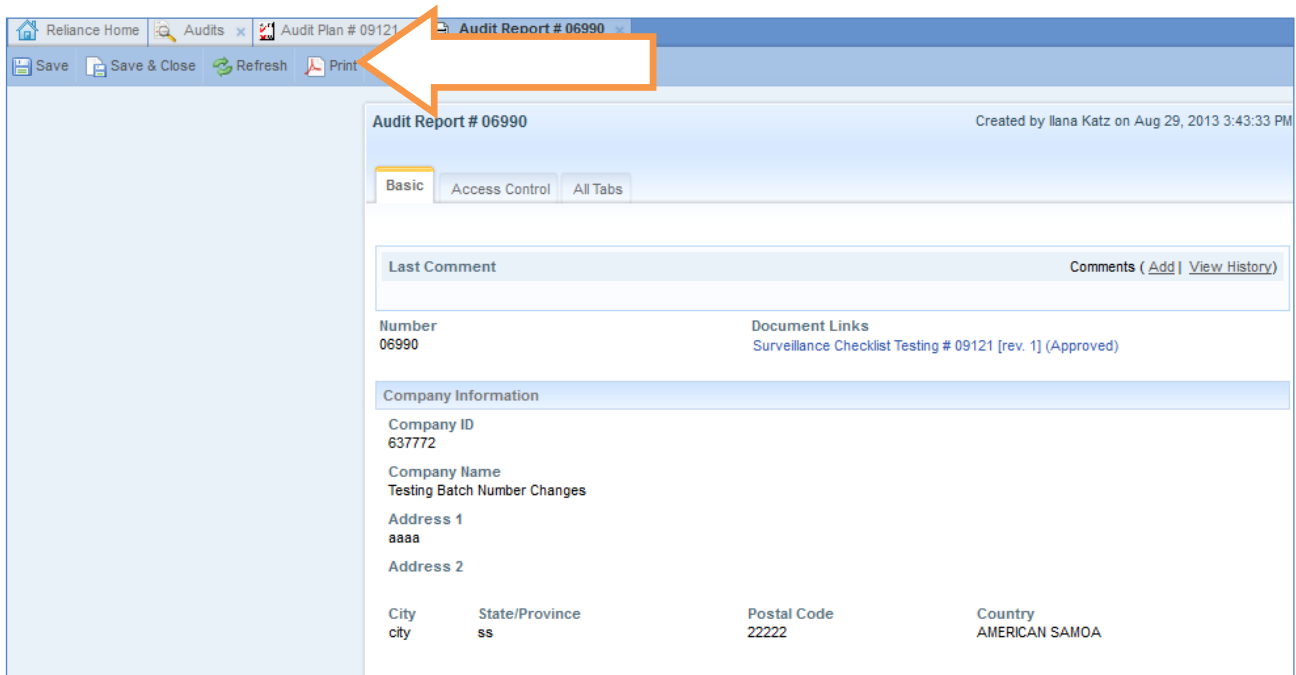 Reliance Home Audits Audit Plan # 09121 Audit Report # 06990
Save Save & Close Refresh Print
Audit Report # 06990 Created by Ilana Katz on Aug 29, 2013 3:43:33 PM
Basic Access Control All Tabs
Last Comment Comments ( Add | View History)
Number Document Links
06990 Surveillance Checklist Testing # 09121 [rev. 1] (Approved)
Company Information
Company ID
637772
Company Name
Testing Batch Number Changes
Address 1
aaaa
Address 2
City State/Province Postal Code Country
city ss 22222 AMERICAN SAMOA